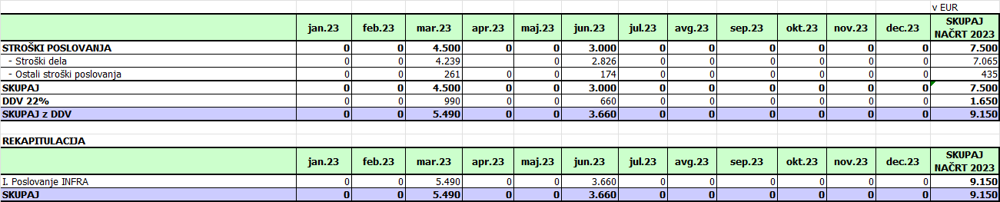 v EUR
jan.23 feb.23 mar.23 apr.23 maj.23 jun.23 jul.23 avg.23 sep.23 okt.23 nov.23 dec.23 SKUPAJ NAČRT 2023
STROŠKI POSLOVANJA 0 0 4.500 0 0 3.000 0 0 0 0 0 0 7.500
- Stroški dela 0 0 4.239 0 2.826 0 0 0 0 0 0 7.065
- Ostali stroški poslovanja 0 0 261 0 0 174 0 0 0 0 0 0 435
SKUPAJ 0 0 4.500 0 0 3.000 0 0 0 0 0 0 7.500
DDV 22% 0 0 990 0 0 660 0 0 0 0 0 0 1.650
SKUPAJ z DDV 0 0 5.490 0 0 3.660 0 0 0 0 0 0 9.150
REKAPITULACIJA
jan.23 feb.23 mar.23 apr.23 maj.23 jun.23 jul.23 avg.23 sep.23 okt.23 nov.23 dec.23 SKUPAJ NAČRT 2023
I. Poslovanje INFRA 0 0 5.490 0 0 3.660 0 0 0 0 0 0 9.150
SKUPAJ 0 0 5.490 0 0 3.660 0 0 0 0 0 0 9.150